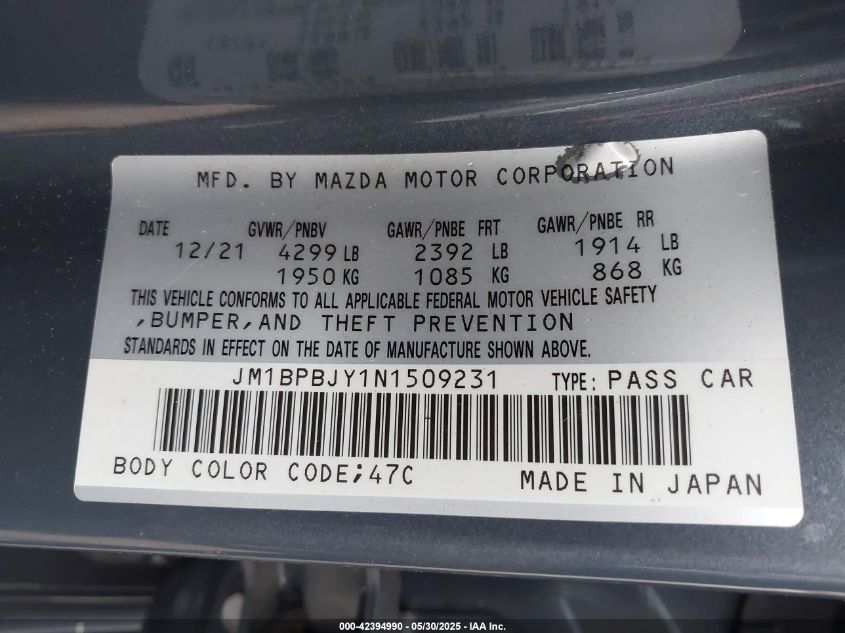 MFD. BY MAZDA MOTOR CORPORATION
DATE GVWR/PNBV GAWR/PNBE FRT GAWR/PNBE RR
12/21 4299 LB 2392 LB 1914 LB
1950 KG 1085 KG 868 KG
THIS VEHICLE CONFORMS TO ALL APPLICABLE FEDERAL MOTOR VEHICLE SAFETY
,BUMPER,AND THEFT PREVENTION
STANDARDS IN EFFECT ON THE DATE OF MANUFACTURE SHOWN ABOVE.
JM1BPBJY1N1509231 TYPE: PASS CAR
BODY COLOR CODE;47C MADE IN JAPAN
000-42394990 — 05/30/2025 — IAA Inc.